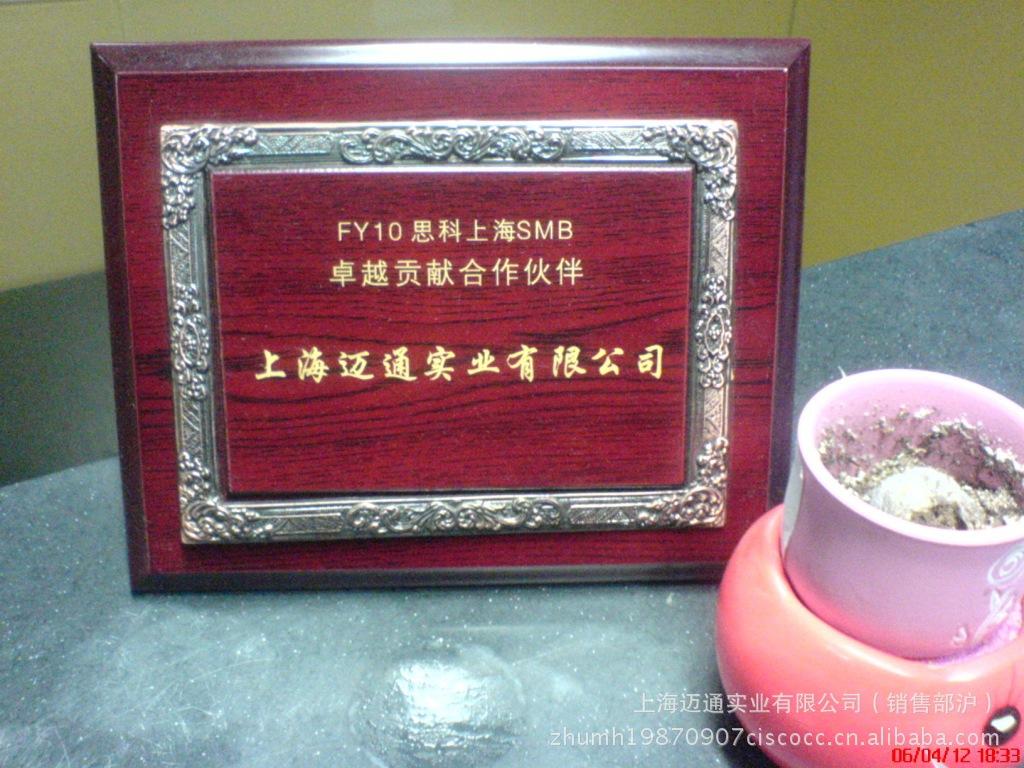 FY10 思科上海SMB
卓越贡献合作伙伴
上海迈通实业有限公司
上海迈通实业有限公司（销售部沪）
zhumh19870907ciscocc.cn.alibaba.com
06/04/12 18:33